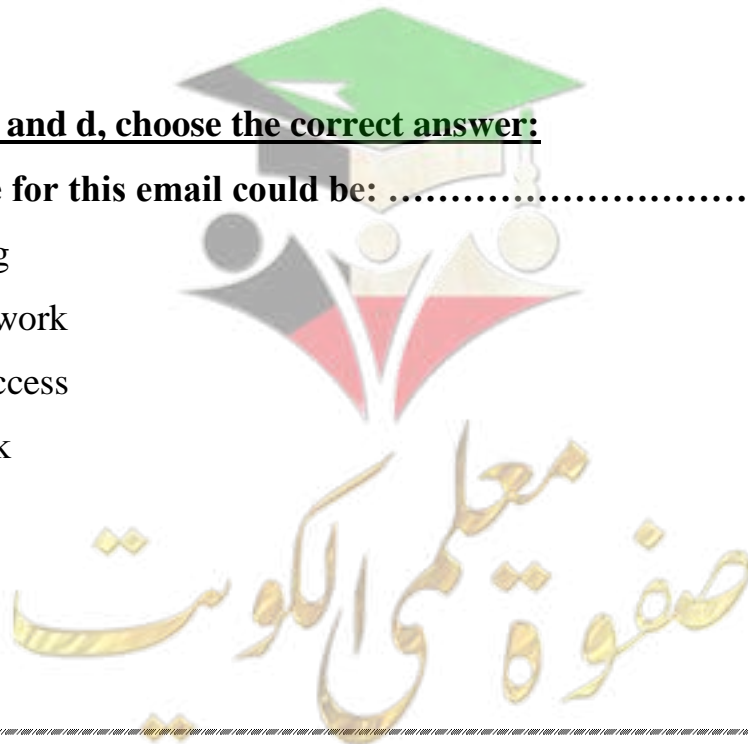 and d, choose the correct answer:
e for this email could be: ……………………………
g
work
ccess
k
صفوة معلمي الكويت